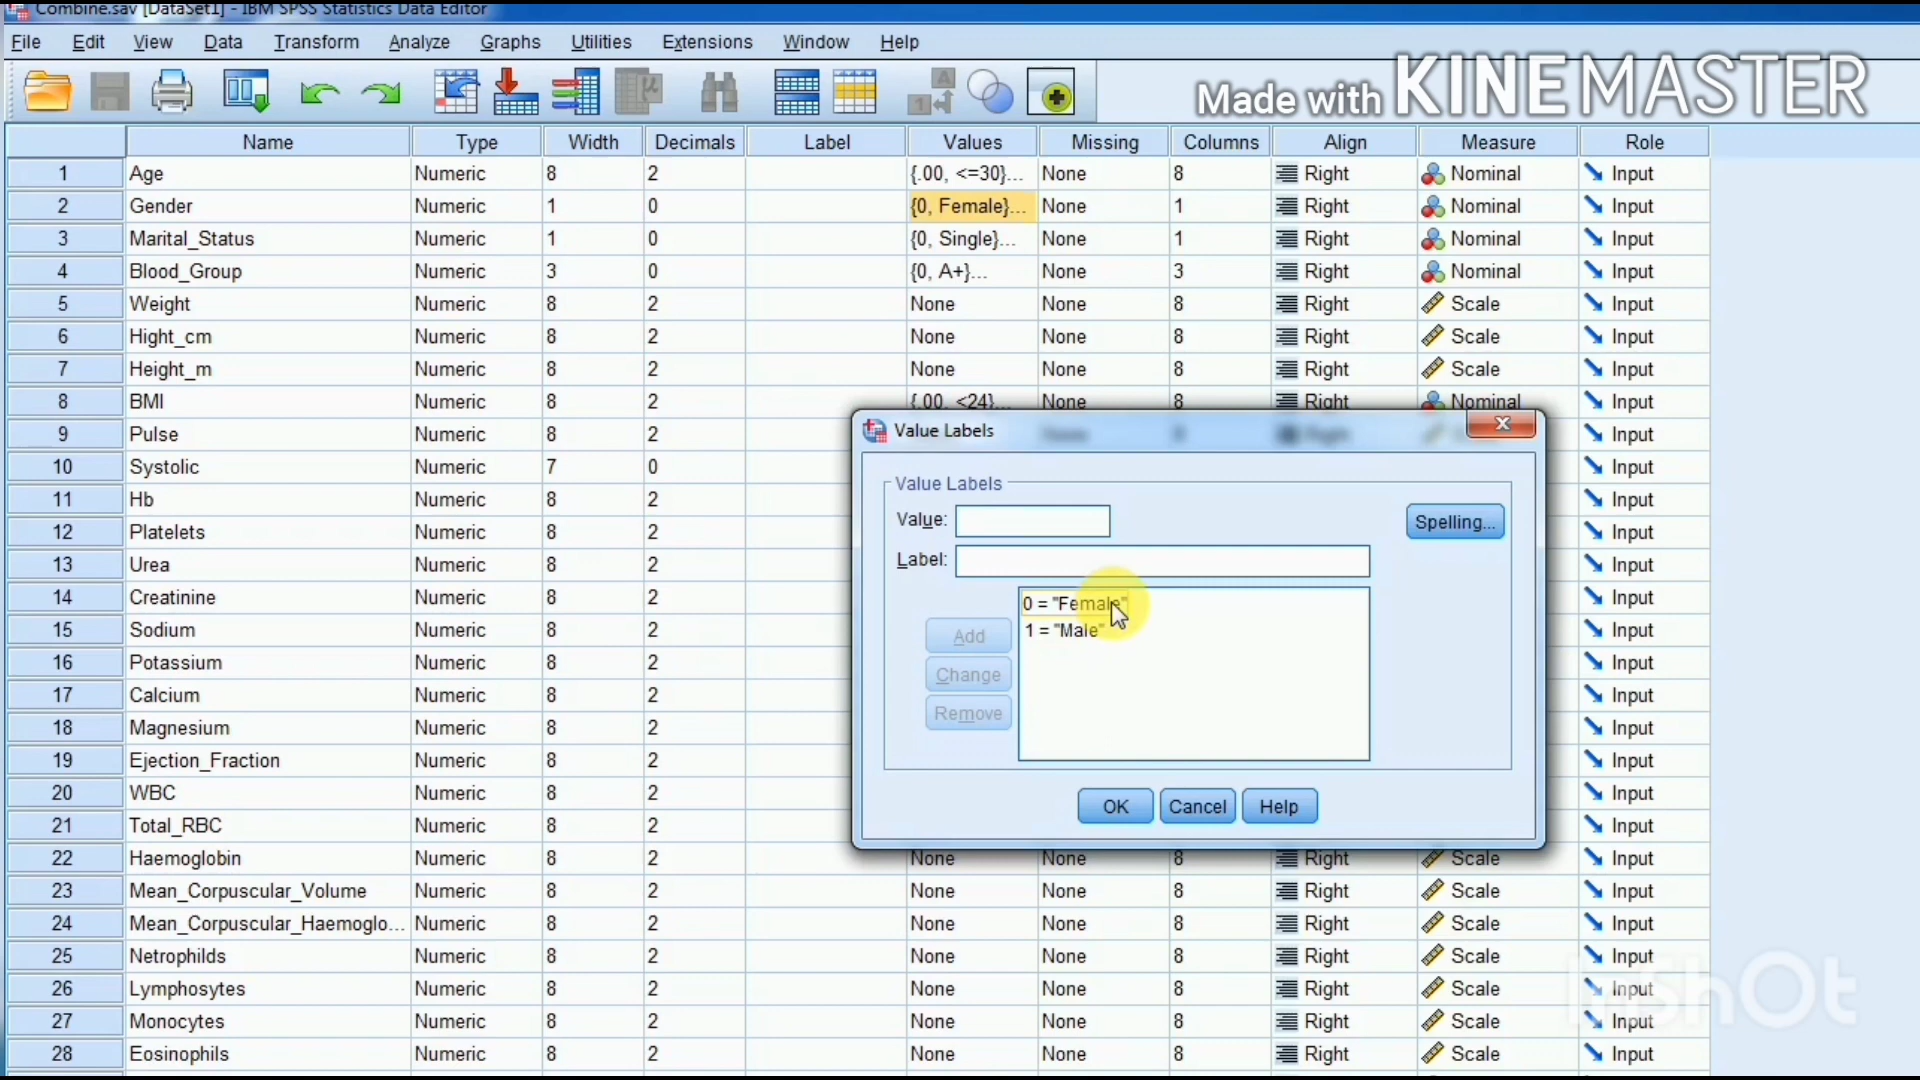 Combine.sav [DataSet1] - IBM SPSS Statistics Data Editor
File Edit View Data Transform Analyze Graphs Utilities Extensions Window Help
Made with KINEMASTER
Name Type Width Decimals Label Values Missing Columns Align Measure Role
1 Age Numeric 8 2 {.00, <=30}... None 8 Right Nominal Input
2 Gender Numeric 1 0 {0, Female}... None 1 Right Nominal Input
3 Marital_Status Numeric 1 0 {0, Single}... None 1 Right Nominal Input
4 Blood_Group Numeric 3 0 {0, A+}... None 3 Right Nominal Input
5 Weight Numeric 8 2 None None 8 Right Scale Input
6 Hight_cm Numeric 8 2 None None 8 Right Scale Input
7 Height_m Numeric 8 2 None None 8 Right Scale Input
8 BMI Numeric 8 2 {.00, <24}... None 8 Right Nominal Input
9 Pulse Numeric 8 2 Input
10 Systolic Numeric 7 0 Input
11 Hb Numeric 8 2 Input
12 Platelets Numeric 8 2 Input
13 Urea Numeric 8 2 Input
14 Creatinine Numeric 8 2 Input
15 Sodium Numeric 8 2 Input
16 Potassium Numeric 8 2 Input
17 Calcium Numeric 8 2 Input
18 Magnesium Numeric 8 2 Input
19 Ejection_Fraction Numeric 8 2 Input
20 WBC Numeric 8 2 Input
21 Total_RBC Numeric 8 2 Input
22 Haemoglobin Numeric 8 2 None None 8 Right Scale Input
23 Mean_Corpuscular_Volume Numeric 8 2 None None 8 Right Scale Input
24 Mean_Corpuscular_Haemoglo... Numeric 8 2 None None 8 Right Scale Input
25 Netrophilds Numeric 8 2 None None 8 Right Scale Input
26 Lymphosytes Numeric 8 2 None None 8 Right Scale Input
27 Monocytes Numeric 8 2 None None 8 Right Scale Input
28 Eosinophils Numeric 8 2 None None 8 Right Scale Input
Value Labels
Value Labels
Value: Spelling...
Label:
0 = "Female"
1 = "Male"
Add
Change
Remove
OK Cancel Help
InShOt